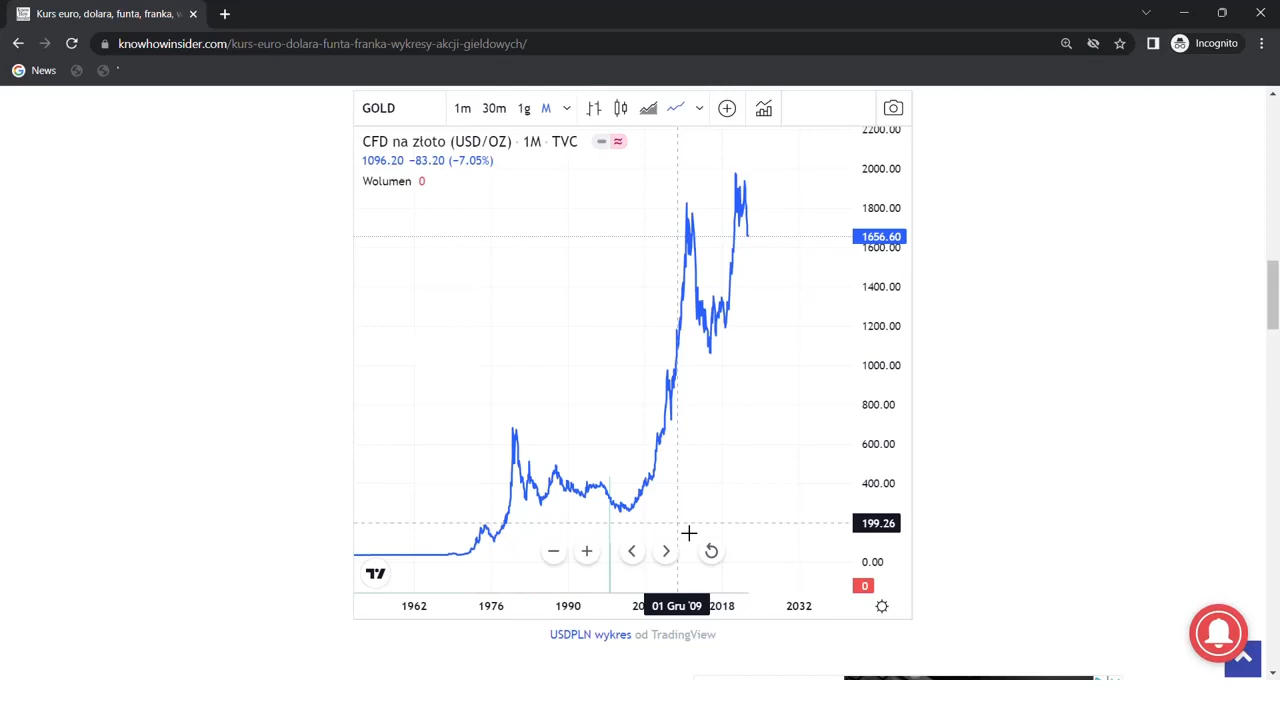 Kurs euro, dolara, funta, franka, w
knowhowinsider.com/kurs-euro-dolara-funta-franka-wykresy-akcji-gieldowych/
Incognito
News
GOLD 1m 30m 1g M
CFD na złoto (USD/OZ) · 1M · TVC
1096.20 −83.20 (−7.05%)
Wolumen 0
2200.00
2000.00
1800.00
1656.60
1600.00
1400.00
1200.00
1000.00
800.00
600.00
400.00
199.26
0.00
0
1962 1976 1990 20 01 Gru '09 2018 2032
USDPLN wykres od TradingView